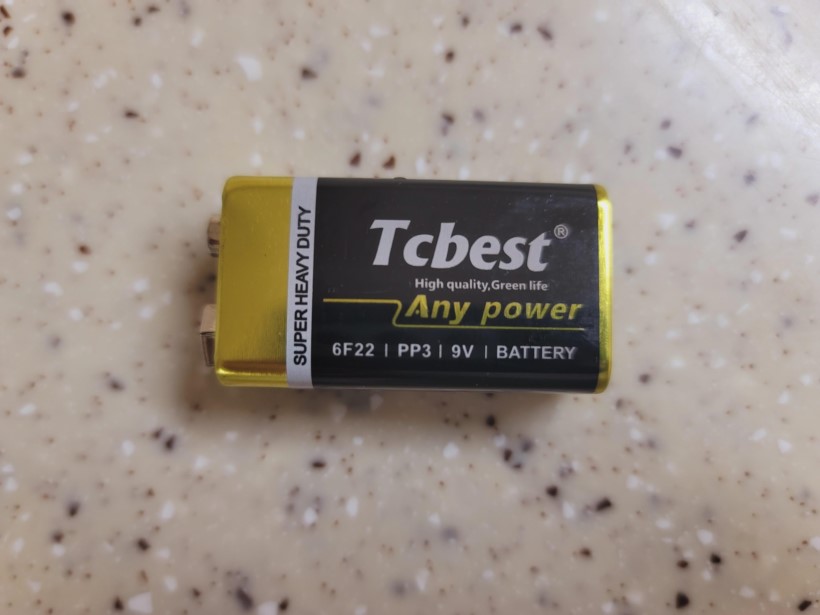 SUPER HEAVY DUTY
Tcbest®
High quality,Green life
Any power
6F22 | PP3 | 9V | BATTERY